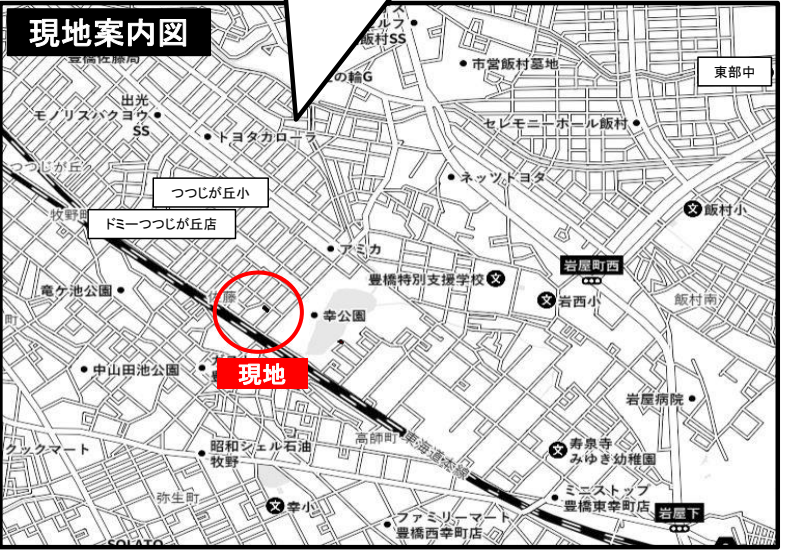 現地案内図
飯村SS
豊橋佐藤局
の輪G
市営飯村墓地
東部中
出光
モノリスバクヨウ
SS
トヨタカローラ
セレモニーホール飯村
つつじが丘
ネッツトヨタ
つつじが丘小
牧野町
ドミーつつじが丘店
飯村小
アミカ
豊橋特別支援学校
岩屋町西
竜ケ池公園
佐藤
岩西小
飯村南
幸公園
町
中山田池公園
現地
岩屋病院
クックマート
昭和シェル石油
牧野
高師町
東海道本線
寿泉寺
みゆき幼稚園
弥生町
幸小
ミニストップ
豊橋東幸町店
岩屋下
ファミリーマート
豊橋西幸町店
SOLATO